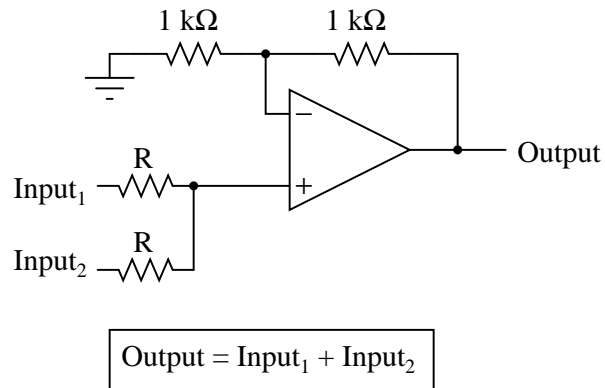 1 kΩ 1 kΩ
−
Output
R
+
Input₁
R
Input₂
Output = Input₁ + Input₂